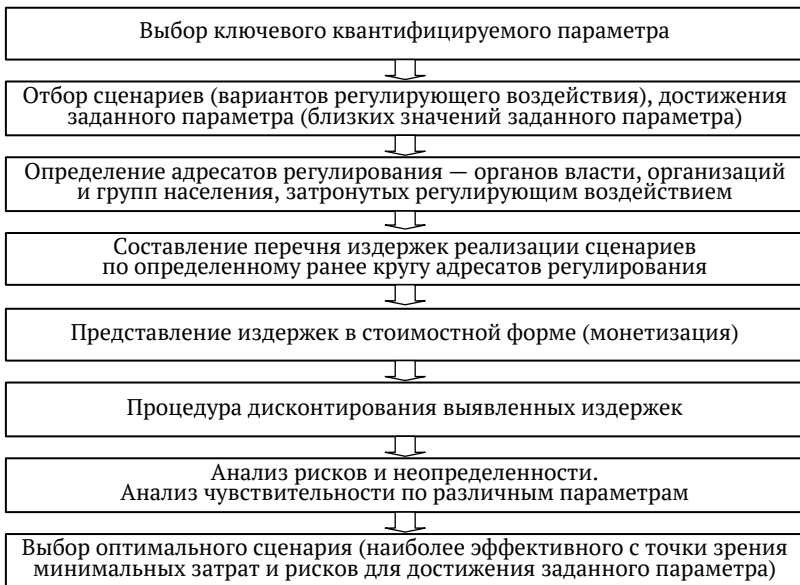 Выбор ключевого квантифицируемого параметра
Отбор сценариев (вариантов регулирующего воздействия), достижения
заданного параметра (близких значений заданного параметра)
Определение адресатов регулирования — органов власти, организаций
и групп населения, затронутых регулирующим воздействием
Составление перечня издержек реализации сценариев
по определенному ранее кругу адресатов регулирования
Представление издержек в стоимостной форме (монетизация)
Процедура дисконтирования выявленных издержек
Анализ рисков и неопределенности.
Анализ чувствительности по различным параметрам
Выбор оптимального сценария (наиболее эффективного с точки зрения
минимальных затрат и рисков для достижения заданного параметра)